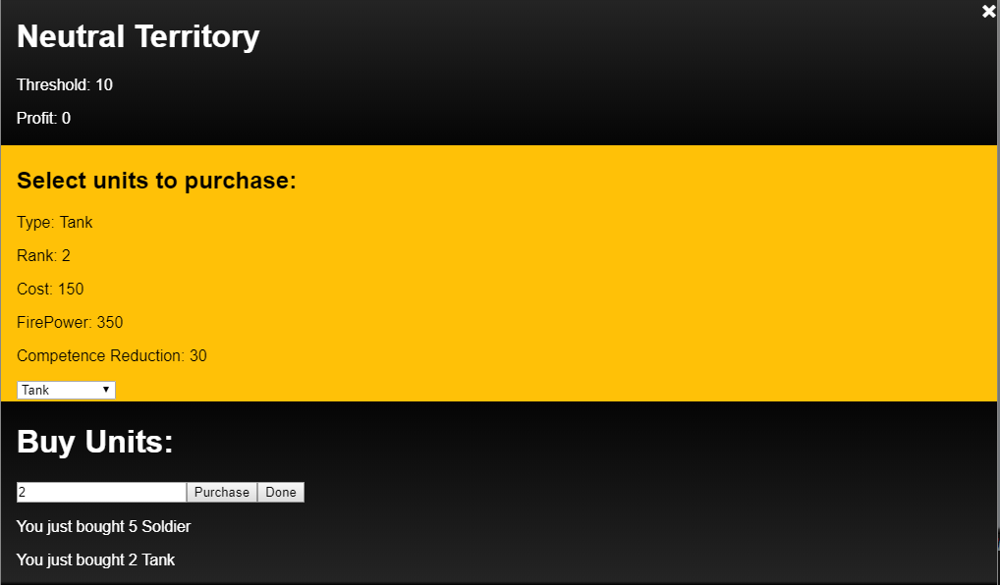 Neutral Territory
Threshold: 10
Profit: 0
Select units to purchase:
Type: Tank
Rank: 2
Cost: 150
FirePower: 350
Competence Reduction: 30
Tank
Buy Units:
2 Purchase Done
You just bought 5 Soldier
You just bought 2 Tank